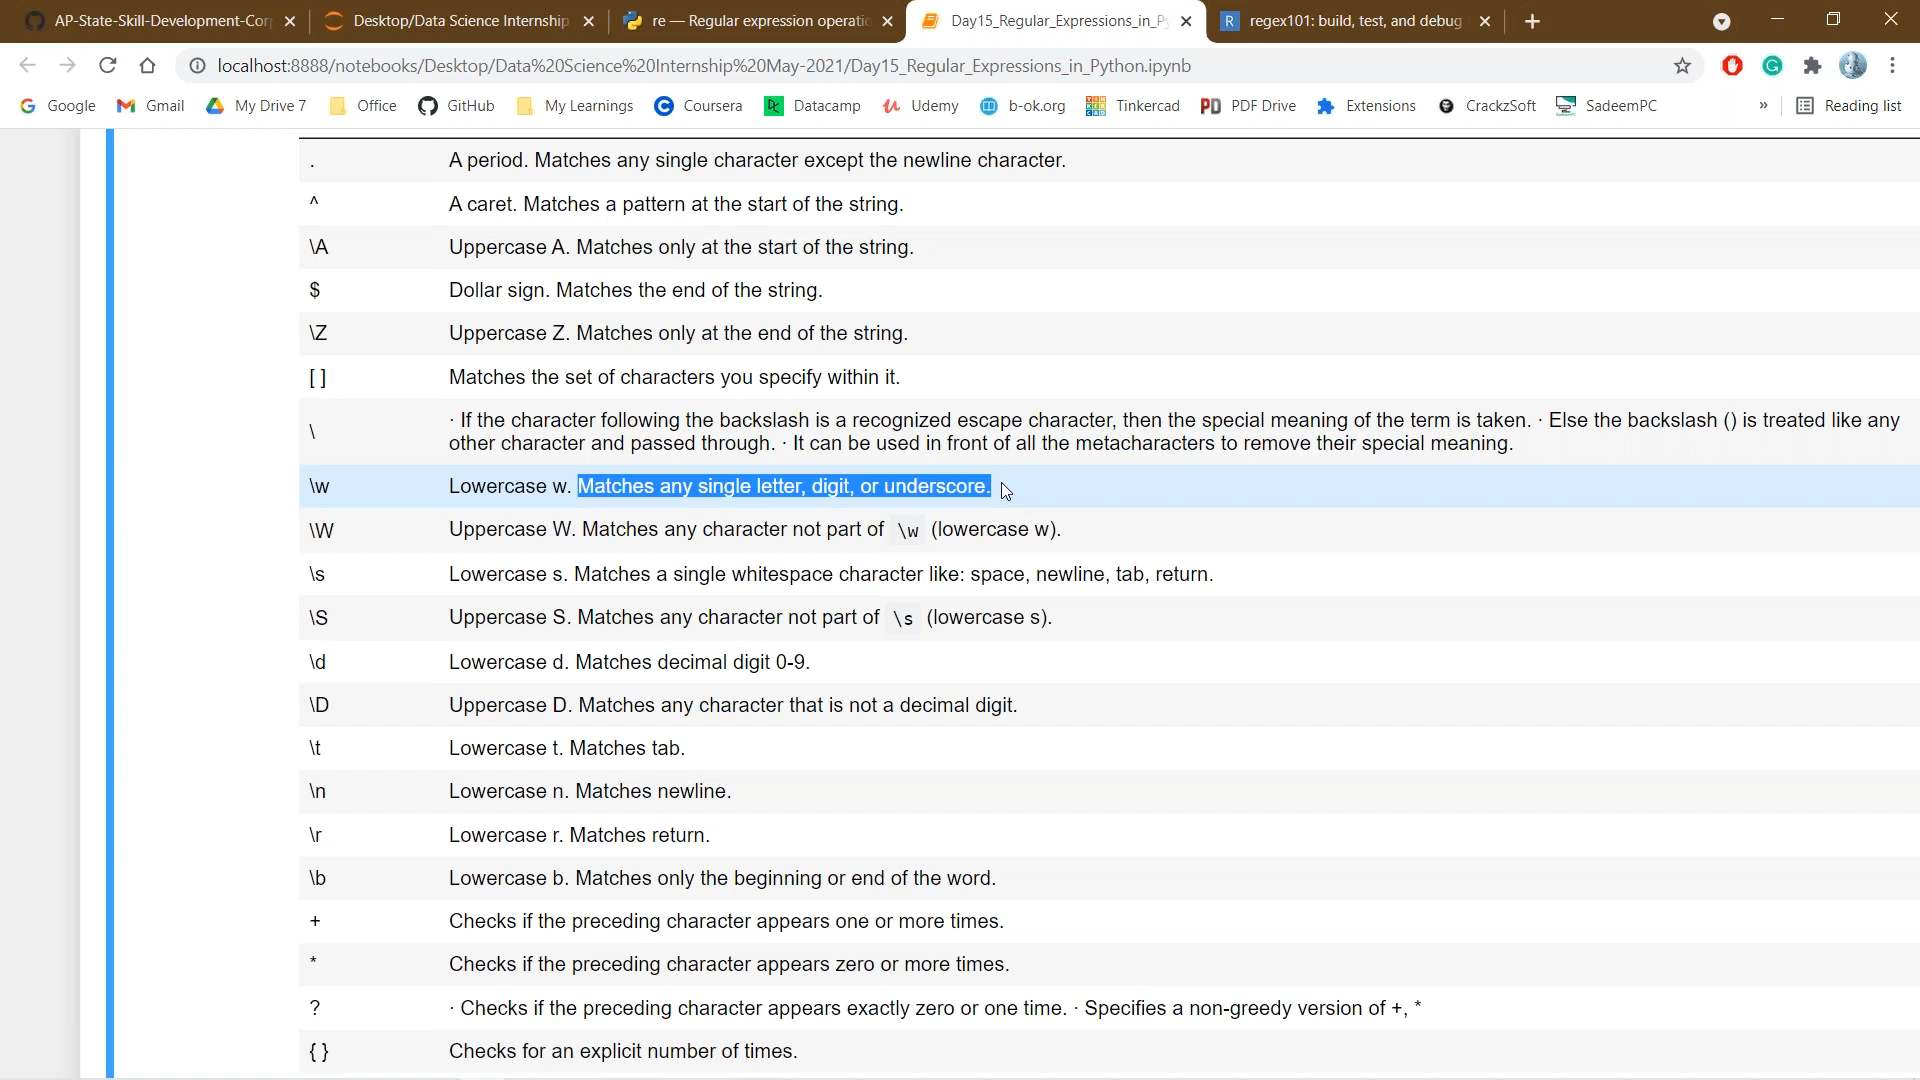 AP-State-Skill-Development-Cor
Desktop/Data Science Internship
re — Regular expression operatio
Day15_Regular_Expressions_in_P
R regex101: build, test, and debug
localhost:8888/notebooks/Desktop/Data%20Science%20Internship%20May-2021/Day15_Regular_Expressions_in_Python.ipynb
Google Gmail My Drive 7 Office GitHub My Learnings Coursera Datacamp Udemy b-ok.org Tinkercad PDF Drive Extensions CrackzSoft SadeemPC » Reading list
. A period. Matches any single character except the newline character.
^ A caret. Matches a pattern at the start of the string.
\A Uppercase A. Matches only at the start of the string.
$ Dollar sign. Matches the end of the string.
\Z Uppercase Z. Matches only at the end of the string.
[ ] Matches the set of characters you specify within it.
\ · If the character following the backslash is a recognized escape character, then the special meaning of the term is taken. · Else the backslash () is treated like any
other character and passed through. · It can be used in front of all the metacharacters to remove their special meaning.
\w Lowercase w. Matches any single letter, digit, or underscore.
\W Uppercase W. Matches any character not part of \w (lowercase w).
\s Lowercase s. Matches a single whitespace character like: space, newline, tab, return.
\S Uppercase S. Matches any character not part of \s (lowercase s).
\d Lowercase d. Matches decimal digit 0-9.
\D Uppercase D. Matches any character that is not a decimal digit.
\t Lowercase t. Matches tab.
\n Lowercase n. Matches newline.
\r Lowercase r. Matches return.
\b Lowercase b. Matches only the beginning or end of the word.
+ Checks if the preceding character appears one or more times.
* Checks if the preceding character appears zero or more times.
? · Checks if the preceding character appears exactly zero or one time. · Specifies a non-greedy version of +, *
{ } Checks for an explicit number of times.